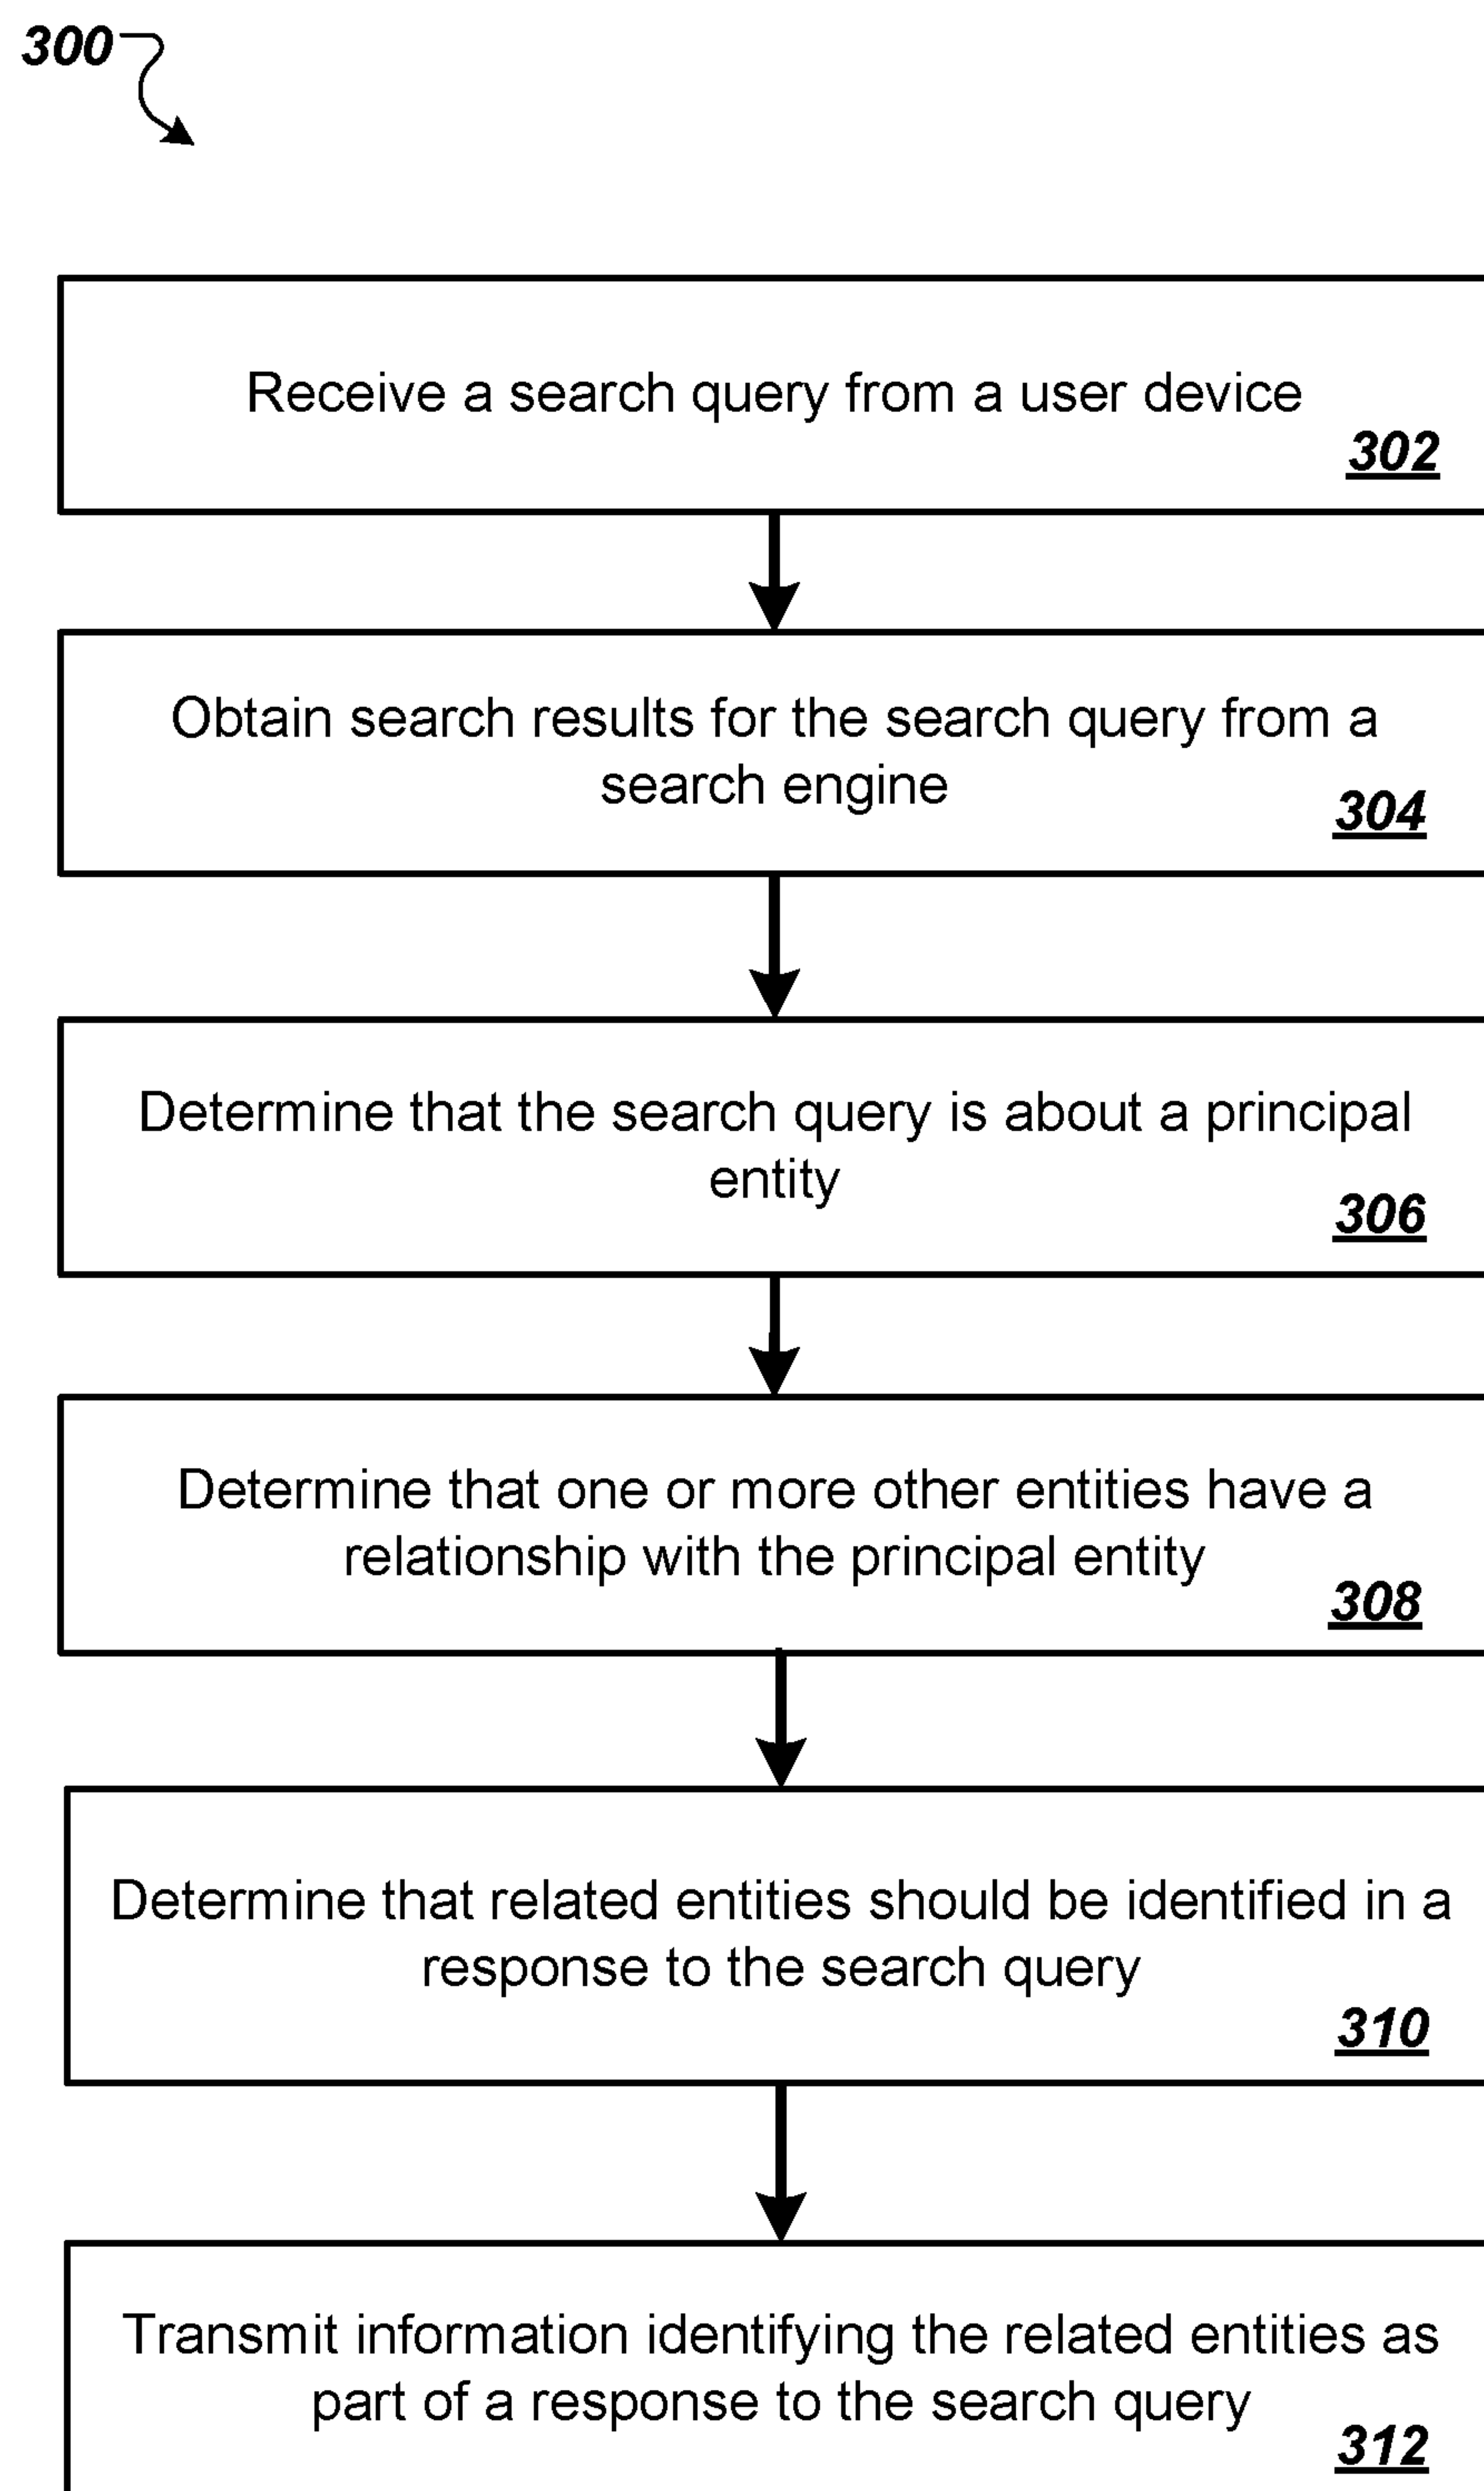 300
Receive a search query from a user device
302
Obtain search results for the search query from a
search engine
304
Determine that the search query is about a principal
entity
306
Determine that one or more other entities have a
relationship with the principal entity
308
Determine that related entities should be identified in a
response to the search query
310
Transmit information identifying the related entities as
part of a response to the search query
312